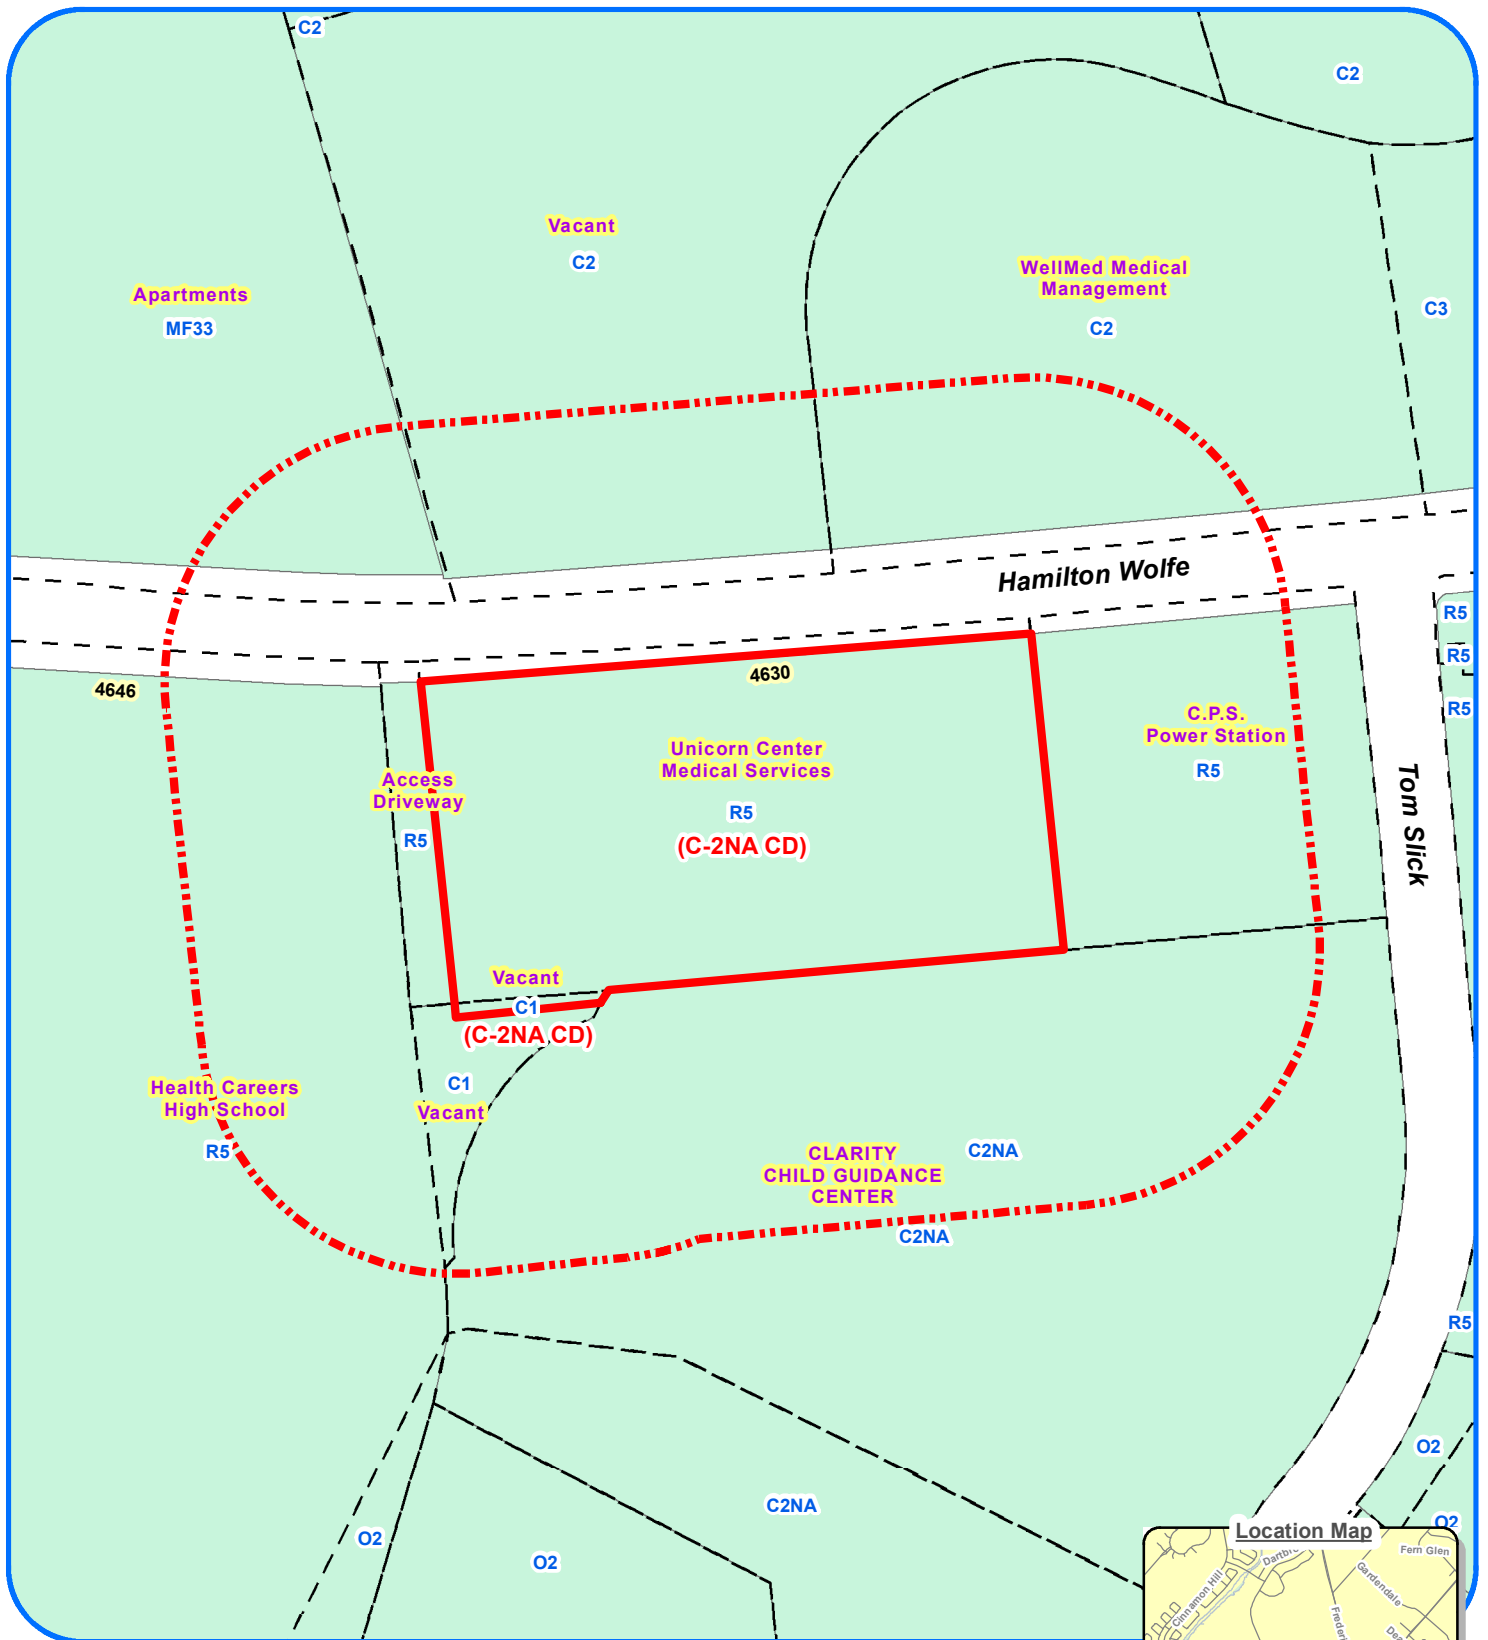 C2
C2
Vacant
C2
WellMed Medical
Management
C2
Apartments
MF33
C3
Hamilton Wolfe
R5
R5
R5
4646
4630
C.P.S.
Power Station
R5
Unicorn Center
Medical Services
R5
(C-2NA CD)
Access
Driveway
R5
Tom Slick
Vacant
C1
(C-2NA CD)
C1
Vacant
Health Careers
High School
R5
CLARITY
CHILD GUIDANCE
CENTER
C2NA
C2NA
R5
O2
C2NA
O2
O2
O2
Location Map
Fern Glen
Gardendale
Cinnamon Hill